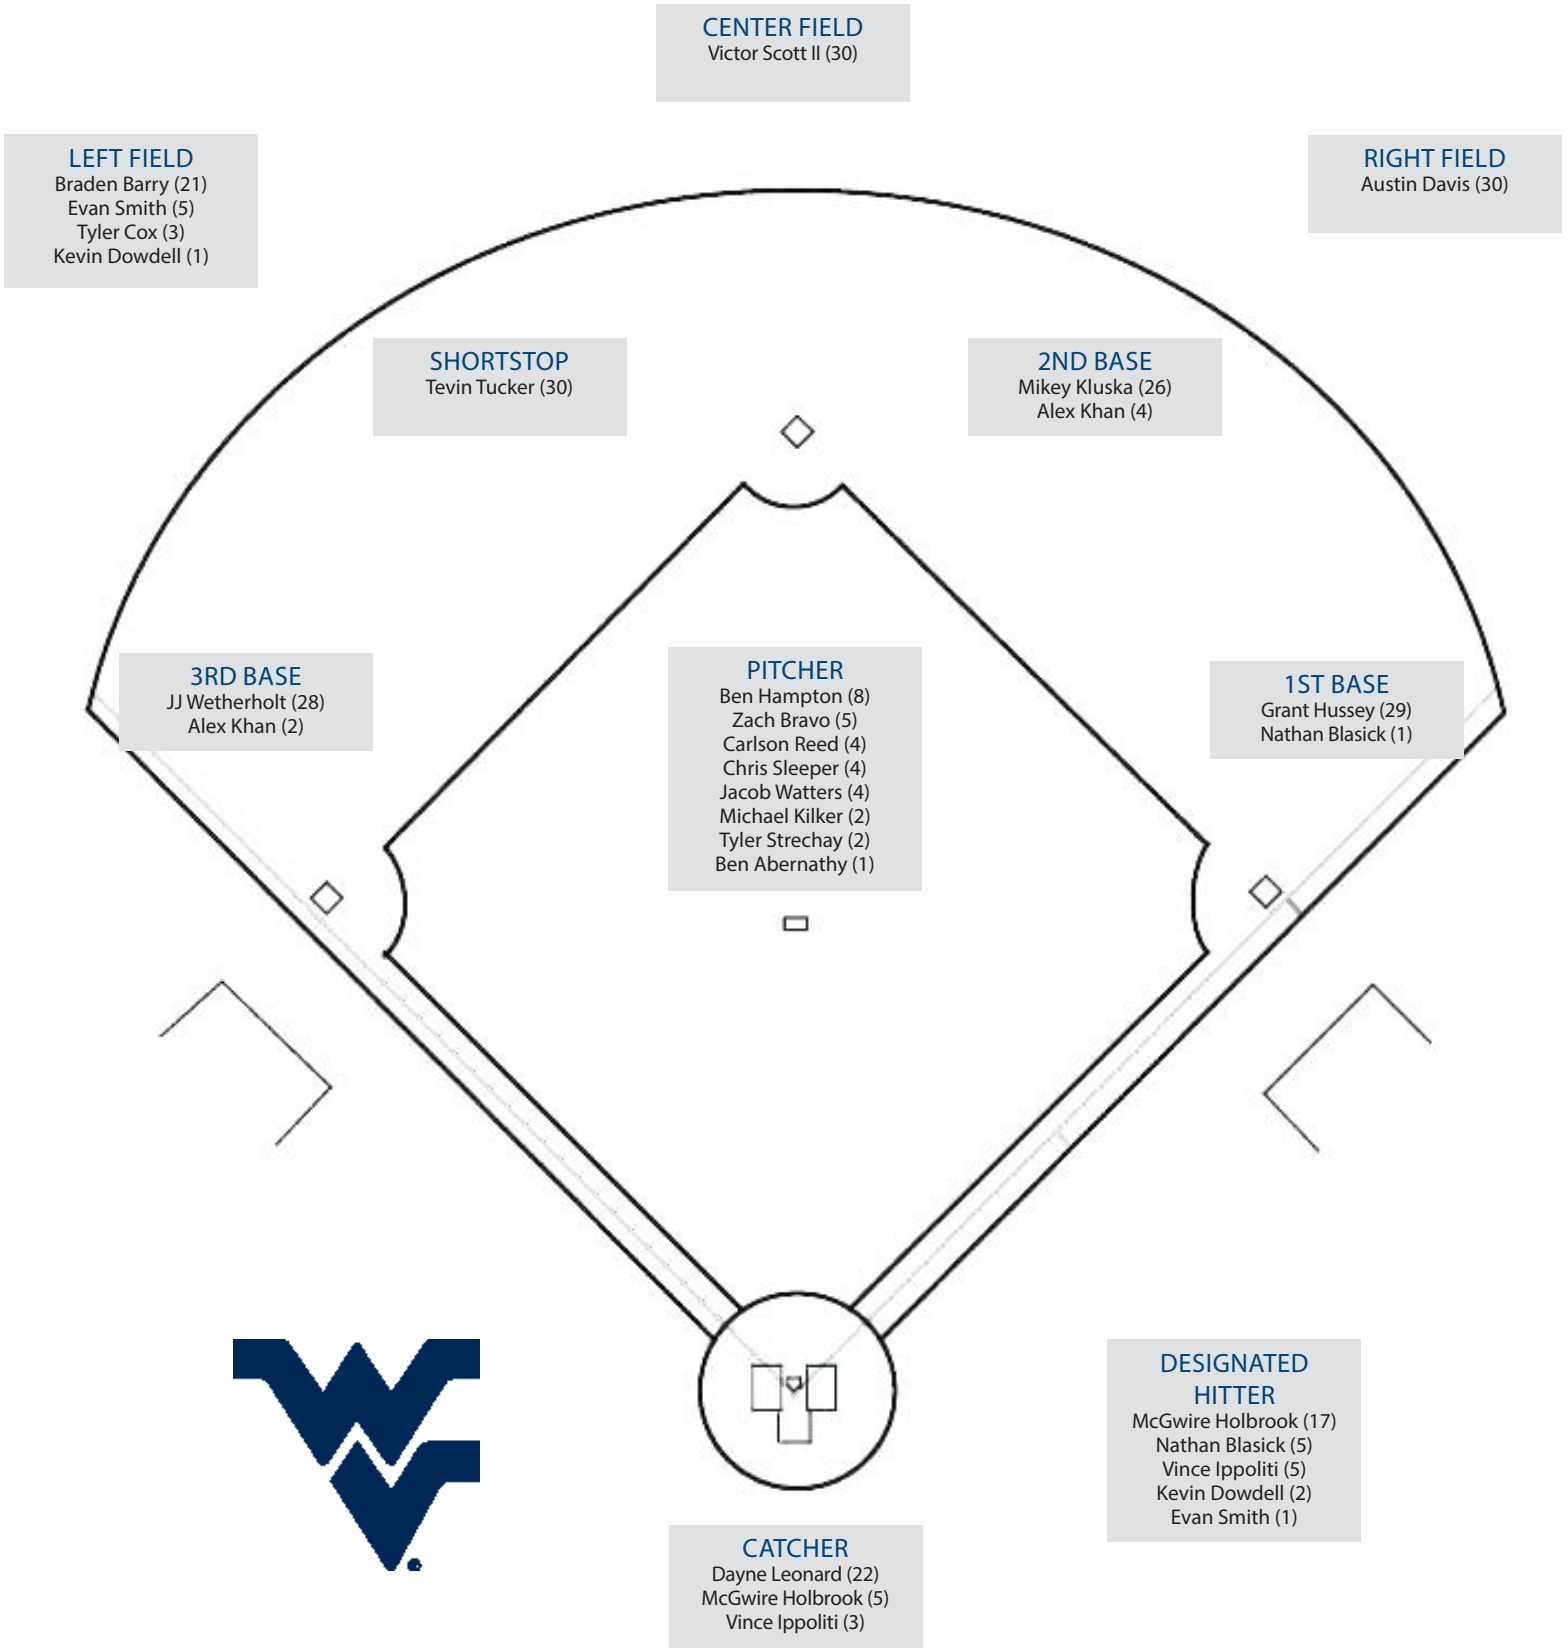 CENTER FIELD
Victor Scott II (30)
LEFT FIELD
Braden Barry (21)
Evan Smith (5)
Tyler Cox (3)
Kevin Dowdell (1)
RIGHT FIELD
Austin Davis (30)
SHORTSTOP
Tevin Tucker (30)
2ND BASE
Mikey Kluska (26)
Alex Khan (4)
3RD BASE
JJ Wetherholt (28)
Alex Khan (2)
PITCHER
Ben Hampton (8)
Zach Bravo (5)
Carlson Reed (4)
Chris Sleeper (4)
Jacob Watters (4)
Michael Kilker (2)
Tyler Strechay (2)
Ben Abernathy (1)
1ST BASE
Grant Hussey (29)
Nathan Blasick (1)
WV
DESIGNATED
HITTER
McGwire Holbrook (17)
Nathan Blasick (5)
Vince Ippoliti (5)
Kevin Dowdell (2)
Evan Smith (1)
CATCHER
Dayne Leonard (22)
McGwire Holbrook (5)
Vince Ippoliti (3)